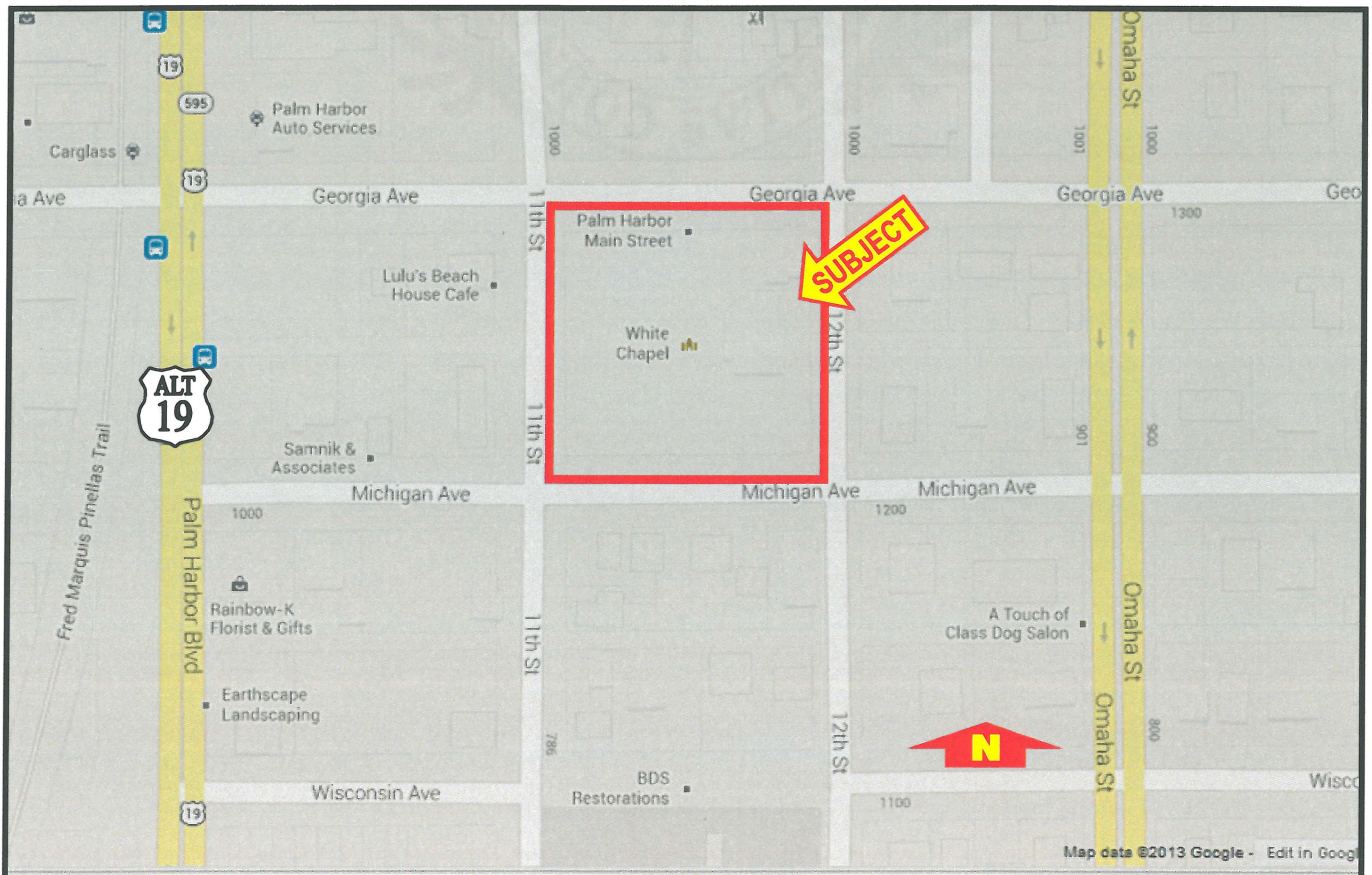 Omaha St
19
595
Palm Harbor
Auto Services
Carglass
1000
1000
1001
1000
19
ia Ave
Georgia Ave
11th St
Georgia Ave
Georgia Ave
Geo
1300
Palm Harbor
Main Street
SUBJECT
Lulu's Beach
House Cafe
White
Chapel
12th St
ALT
19
11th St
901
900
Samnik &
Associates
Michigan Ave
Michigan Ave
Michigan Ave
1000
1200
Fred Marquis Pinellas Trail
Palm Harbor Blvd
Rainbow-K
Florist & Gifts
11th St
A Touch of
Class Dog Salon
Omaha St
Earthscape
Landscaping
786
12th St
N
Omaha St
800
BDS
Restorations
Wisconsin Ave
1100
Wisco
19
Map data ©2013 Google - Edit in Googl